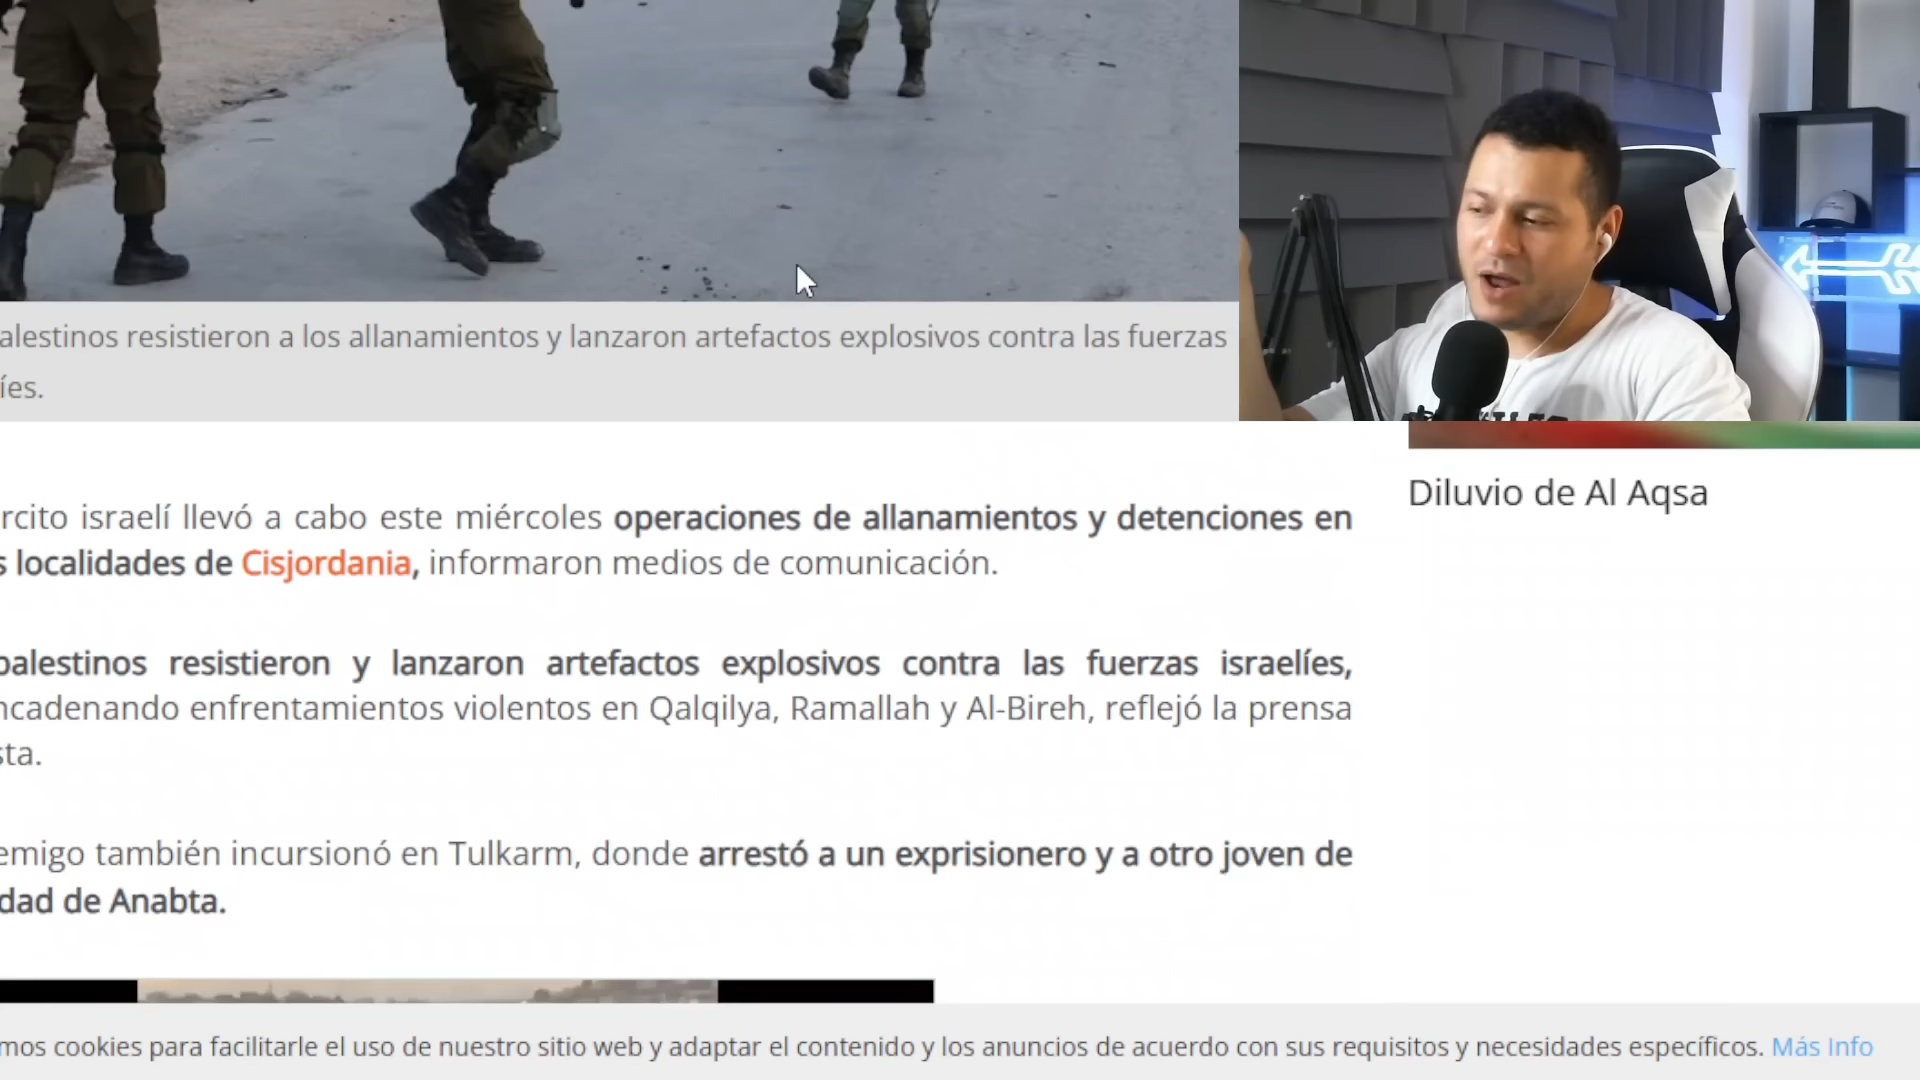 alestinos resistieron a los allanamientos y lanzaron artefactos explosivos contra las fuerzas
íes.
rcito israelí llevó a cabo este miércoles operaciones de allanamientos y detenciones en
s localidades de Cisjordania, informaron medios de comunicación.
palestinos resistieron y lanzaron artefactos explosivos contra las fuerzas israelíes,
ncadenando enfrentamientos violentos en Qalqilya, Ramallah y Al-Bireh, reflejó la prensa
sta.
emigo también incursionó en Tulkarm, donde arrestó a un exprisionero y a otro joven de
dad de Anabta.
Diluvio de Al Aqsa
mos cookies para facilitarle el uso de nuestro sitio web y adaptar el contenido y los anuncios de acuerdo con sus requisitos y necesidades específicos. Más Info